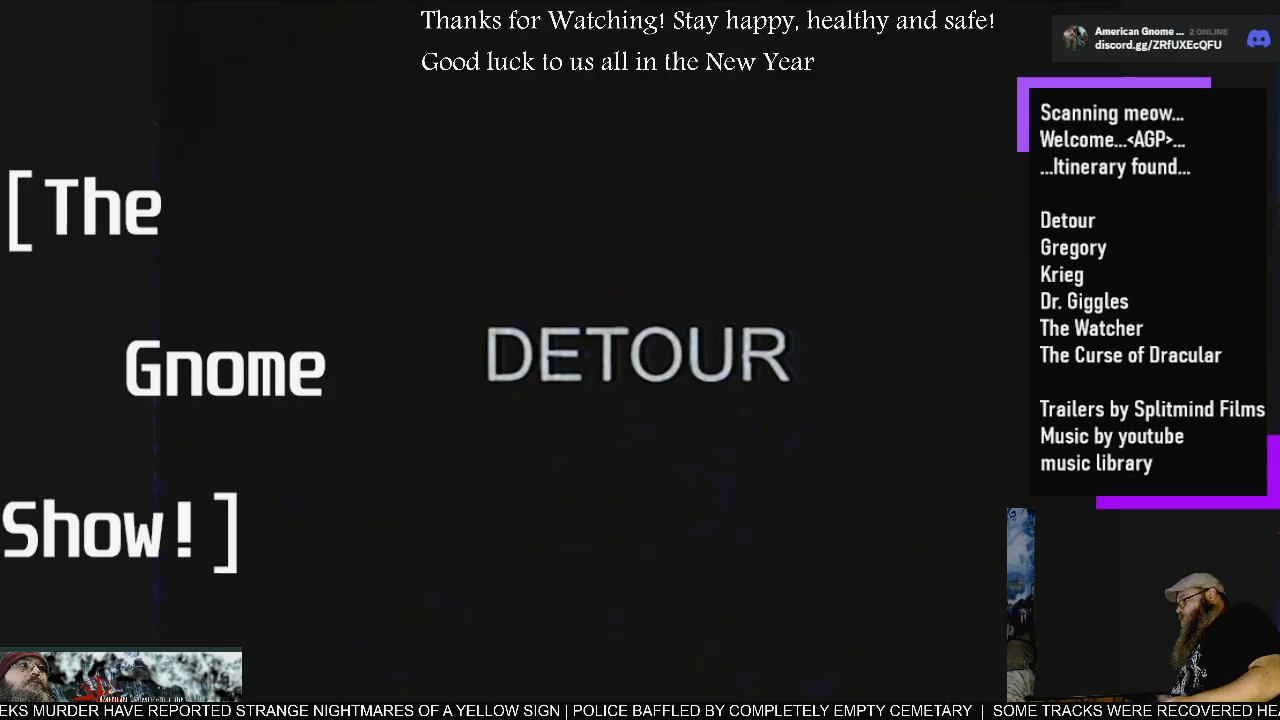 Thanks for Watching! Stay happy, healthy and safe!
Good luck to us all in the New Year
American Gnome ... 2 ONLINE
discord.gg/ZRfUXEcQFU
Scanning meow...
Welcome...<AGP>...
...Itinerary found...
Detour
Gregory
Krieg
Dr. Giggles
The Watcher
The Curse of Dracular
Trailers by Splitmind Films
Music by youtube
music library
[The
Gnome
Show!]
DETOUR
EKS MURDER HAVE REPORTED STRANGE NIGHTMARES OF A YELLOW SIGN | POLICE BAFFLED BY COMPLETELY EMPTY CEMETARY | SOME TRACKS WERE RECOVERED HE